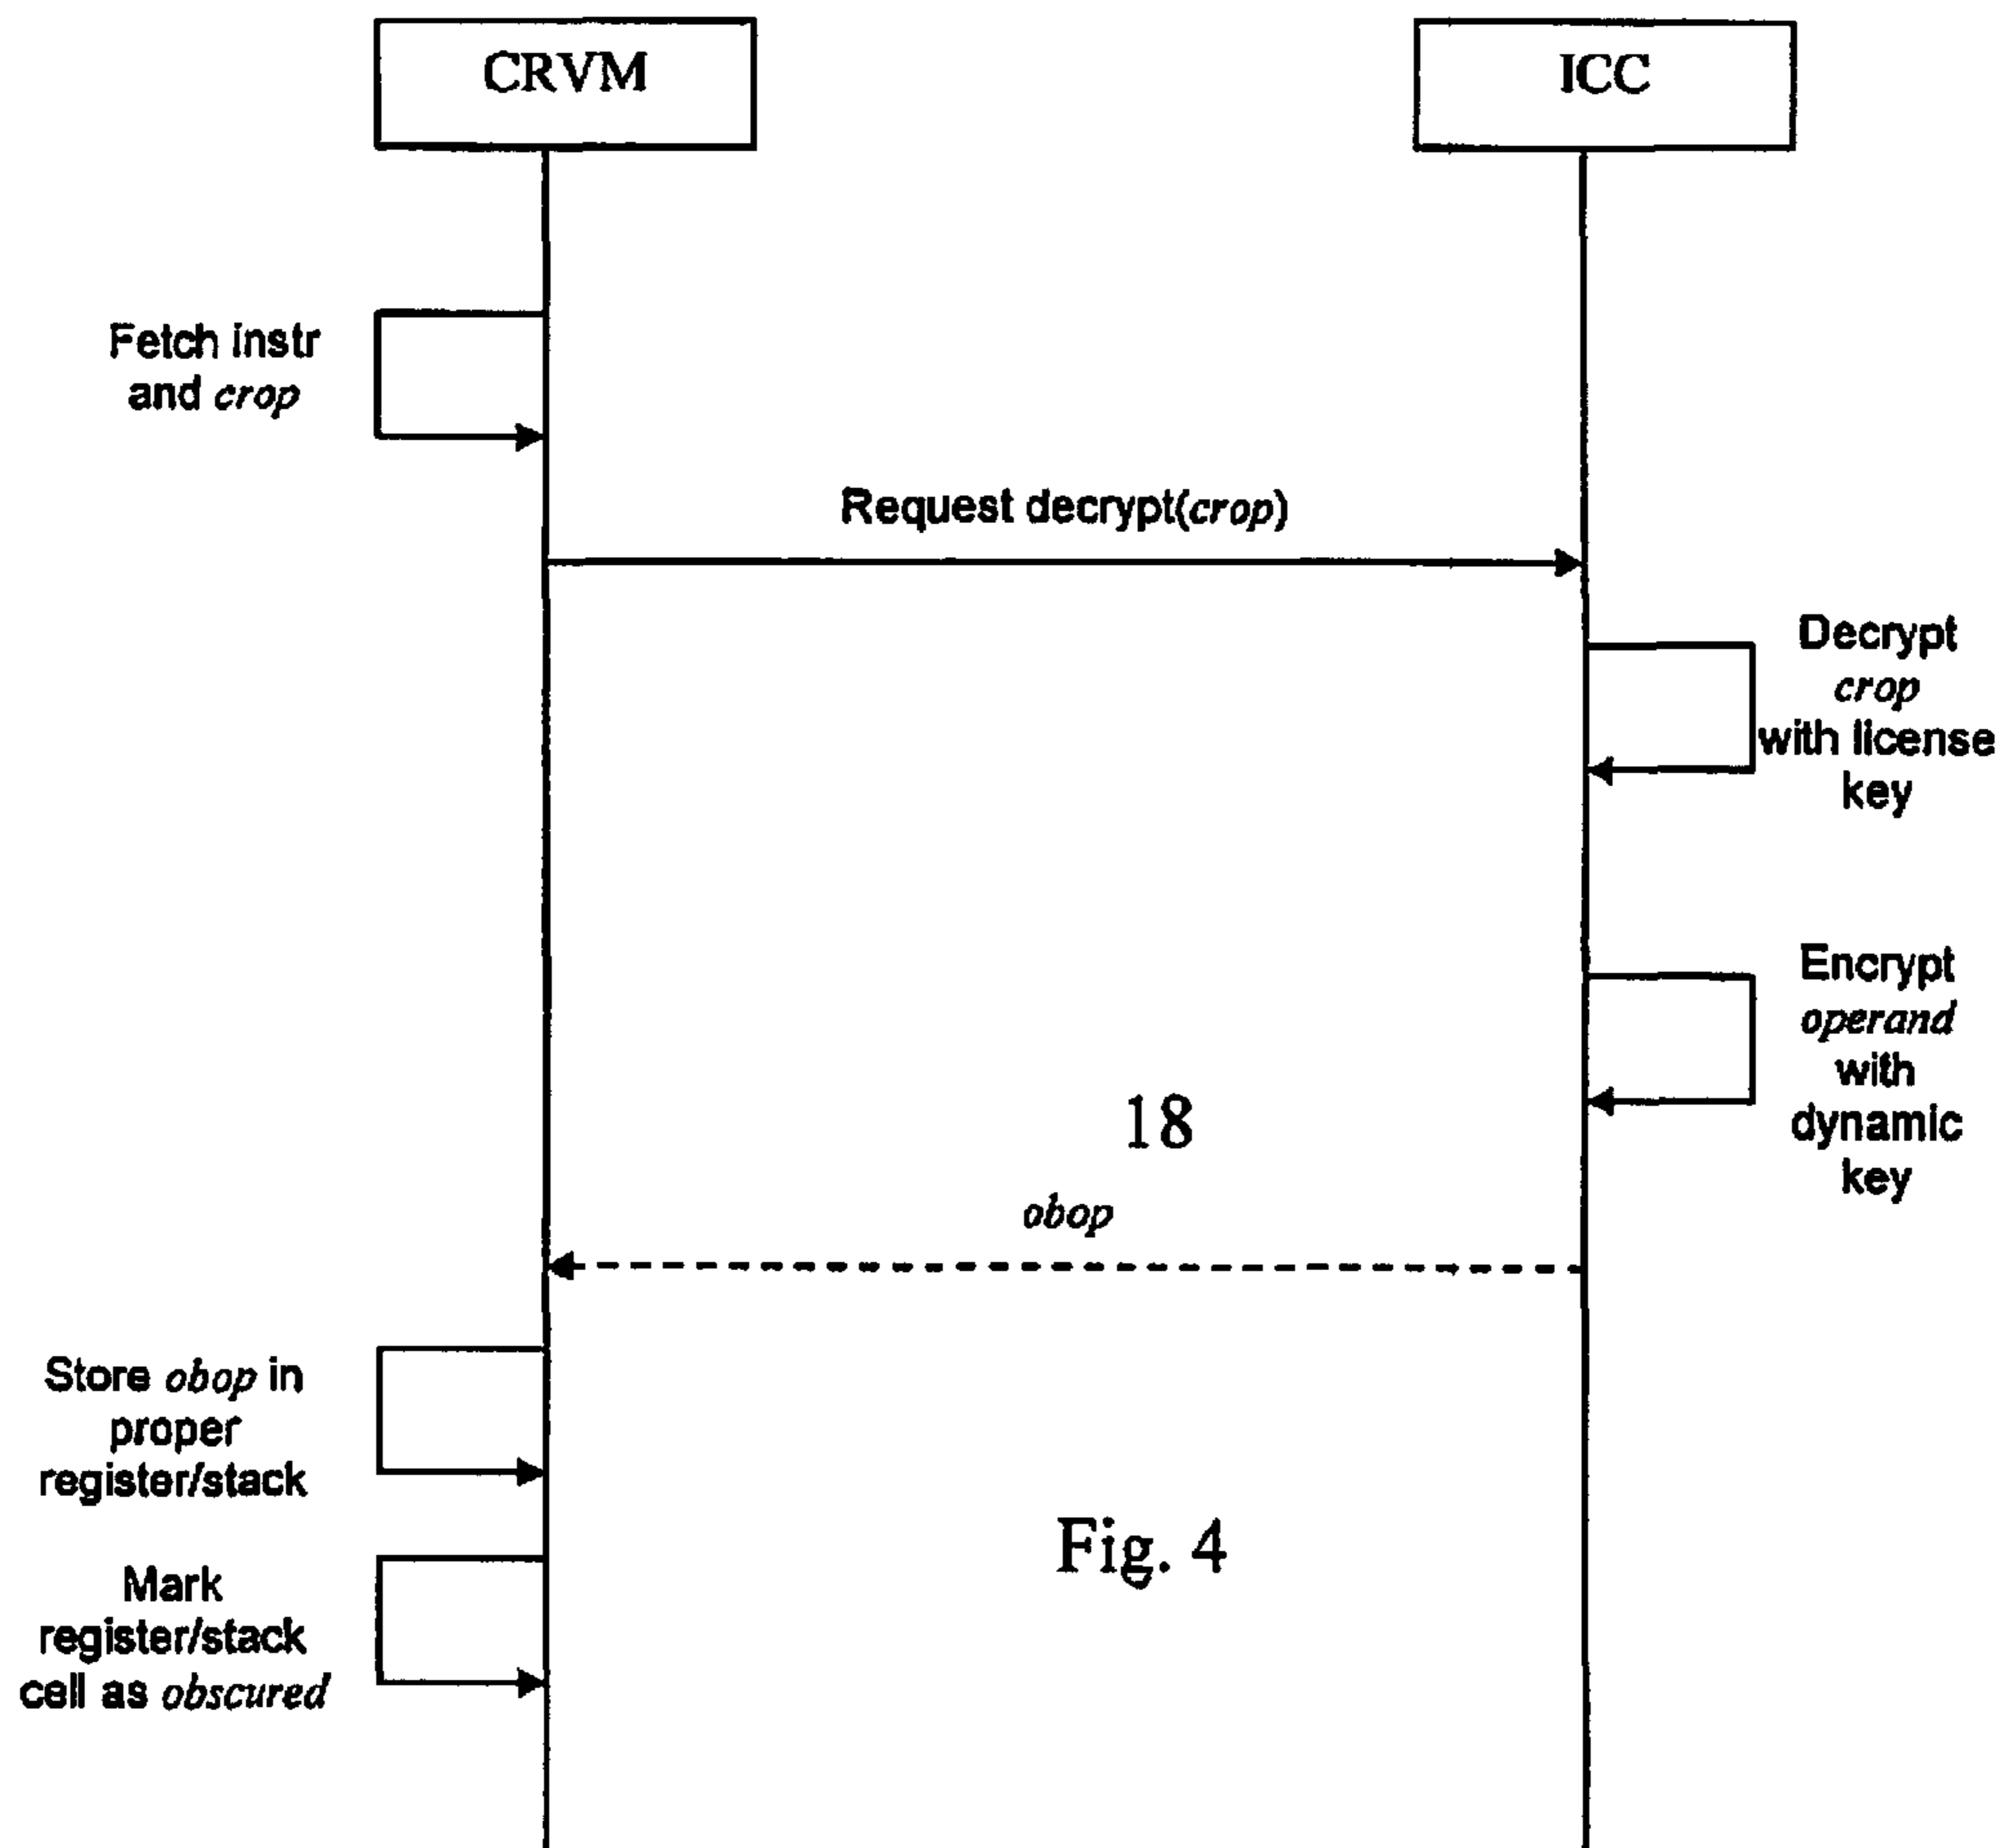 CRVM
ICC
Fetch instr
and crop
Request decrypt(crop)
Decrypt
crop
with license
key
Encrypt
operand
with
dynamic
key
18
obop
Store obop in
proper
register/stack
Fig. 4
Mark
register/stack
cell as obscured